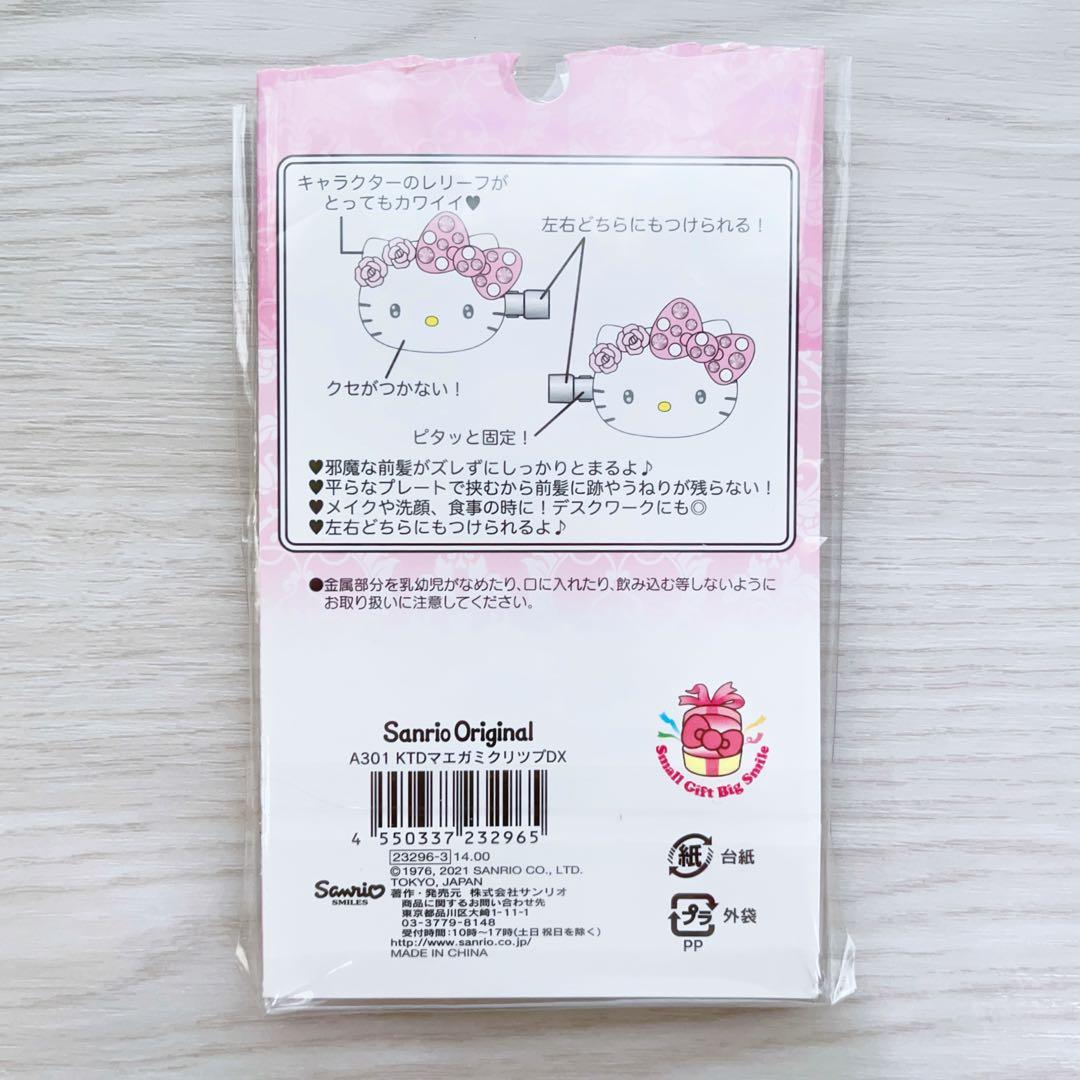 キャラクターのレリーフが
とってもカワイイ♥
左右どちらにもつけられる！
クセがつかない！
ピタッと固定！
♥邪魔な前髪がズレずにしっかりとまるよ♪
♥平らなプレートで挟むから前髪に跡やうねりが残らない！
♥メイクや洗顔、食事の時に！デスクワークにも◎
♥左右どちらにもつけられるよ♪
●金属部分を乳幼児がなめたり、口に入れたり、飲み込む等しないように
お取り扱いに注意してください。
Sanrio Original
A301 KTDマエガミクリツプDX
4 550337 232965
23296-3 14.00
©1976, 2021 SANRIO CO., LTD.
TOKYO, JAPAN
著作・発売元 株式会社サンリオ
商品に関するお問い合わせ先
東京都品川区大崎1-11-1
03-3779-8148
受付時間：10時〜17時(土日祝日を除く)
http://www.sanrio.co.jp/
MADE IN CHINA
Sanrio
SMILES
Small Gift Big Smile
紙 台紙
プラ 外袋
PP